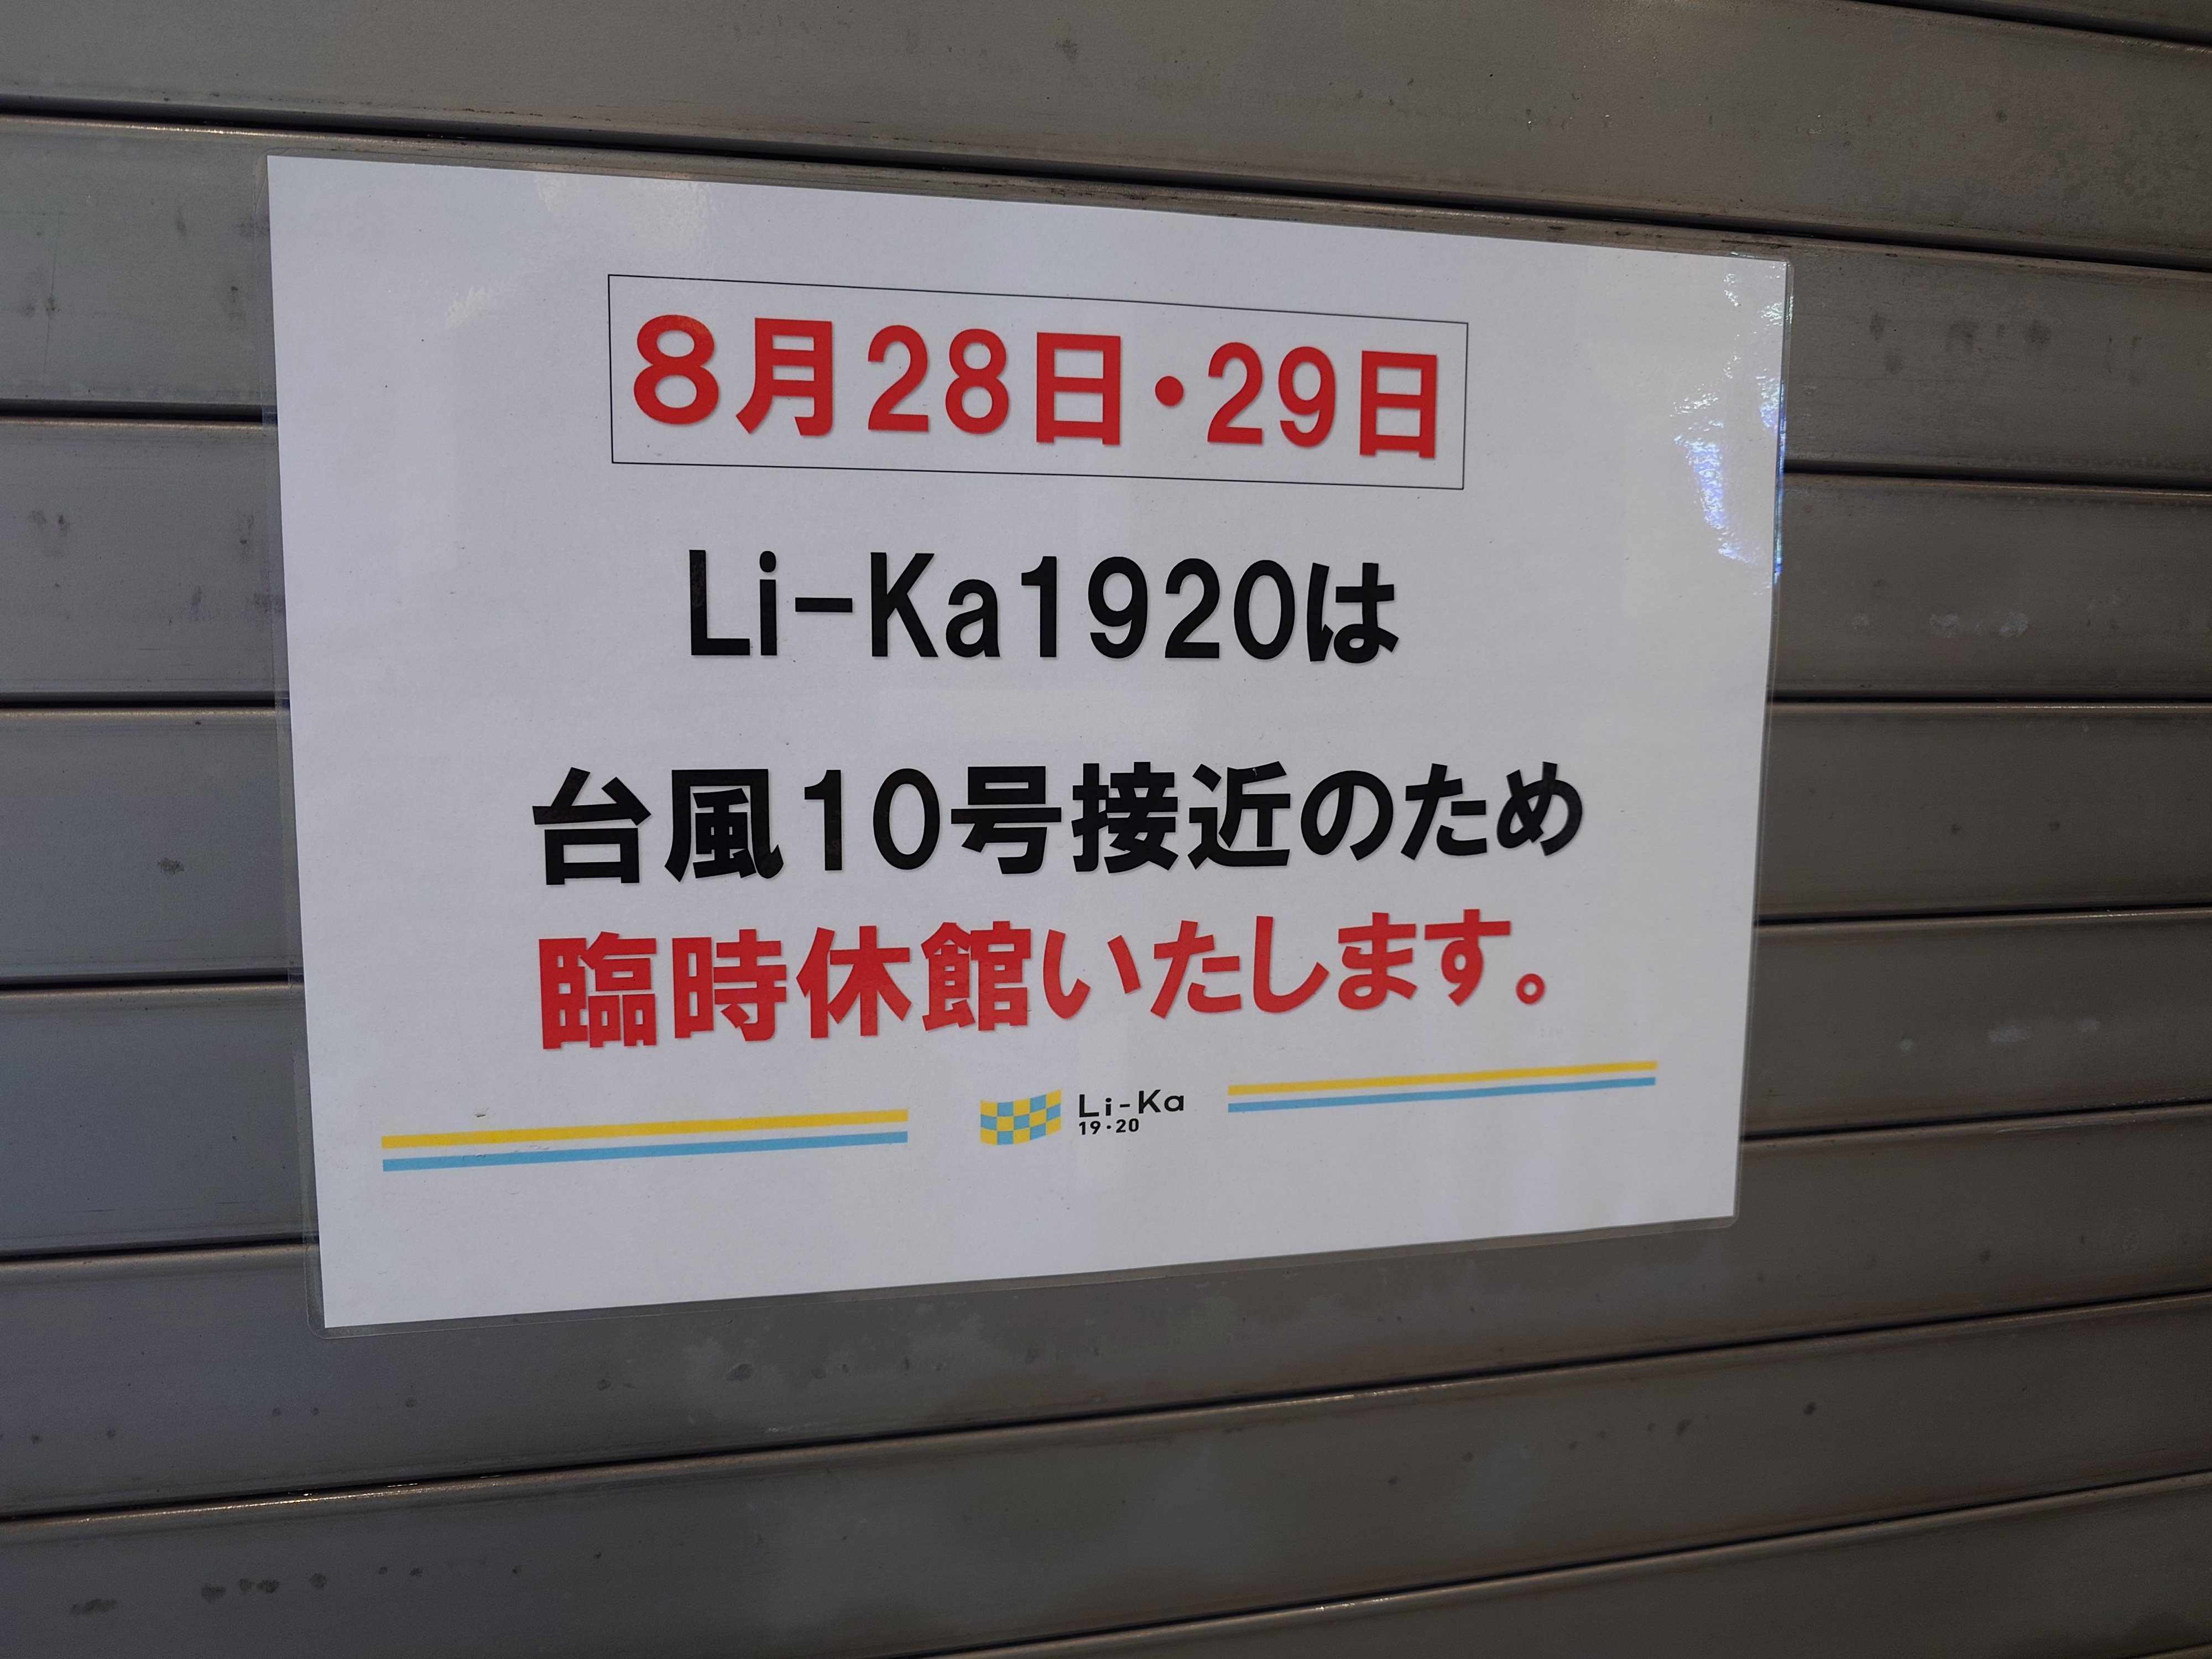 8月28日・29日
Li-Ka1920は
台風10号接近のため
臨時休館いたします。
Li-Ka
19・20